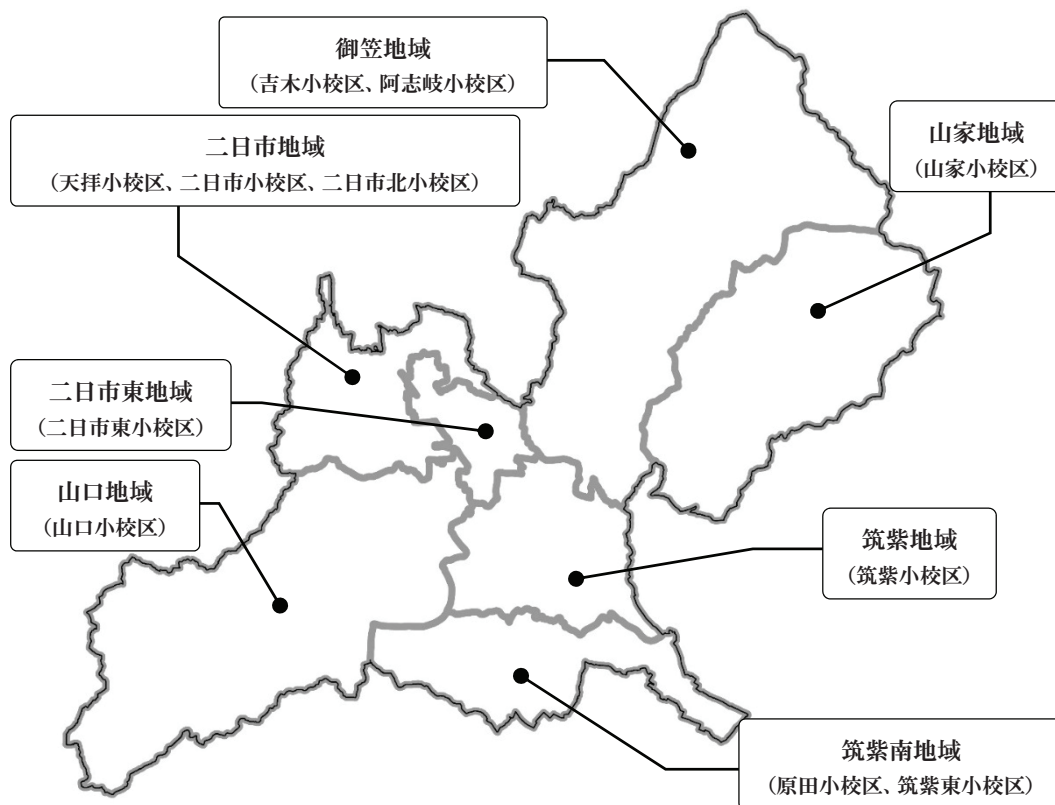 御笠地域
（吉木小校区、阿志岐小校区）
山家地域
（山家小校区）
二日市地域
（天拝小校区、二日市小校区、二日市北小校区）
二日市東地域
（二日市東小校区）
山口地域
（山口小校区）
筑紫地域
（筑紫小校区）
筑紫南地域
（原田小校区、筑紫東小校区）